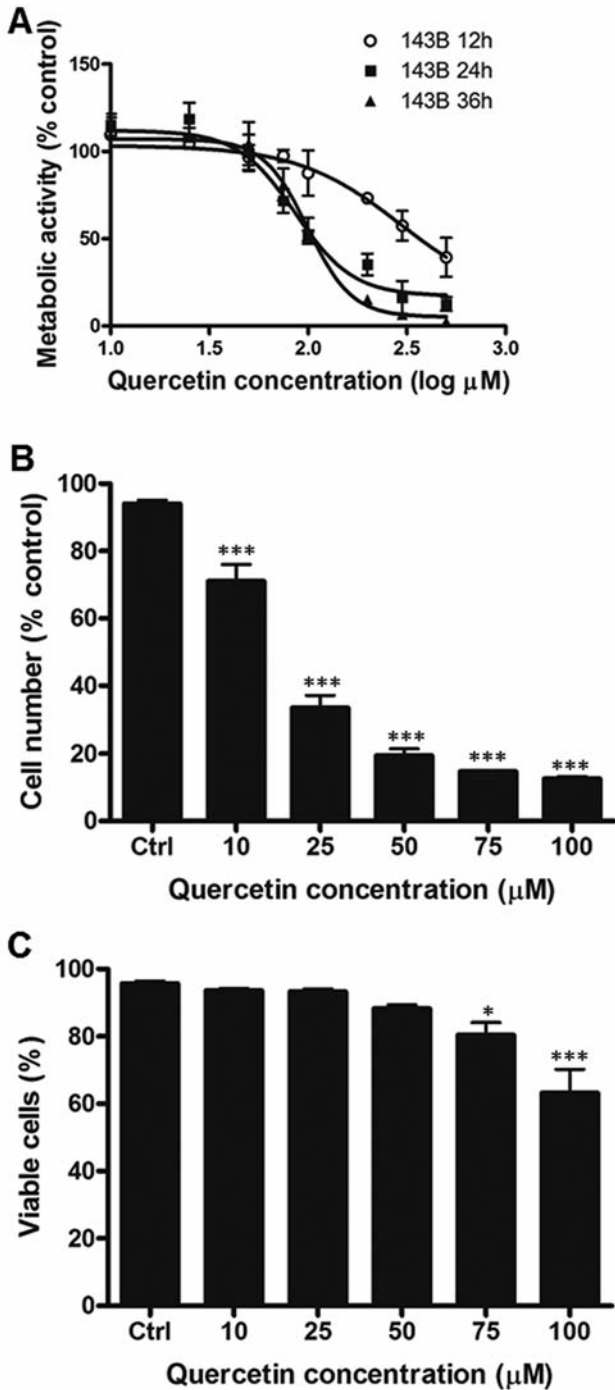 A
Metabolic activity (% control)
150
100
50
0
143B 12h
143B 24h
143B 36h
1.0 1.5 2.0 2.5 3.0
Quercetin concentration (log µM)
B
Cell number (% control)
100
80
60
40
20
0
***
***
***
***
***
Ctrl 10 25 50 75 100
Quercetin concentration (µM)
C
Viable cells (%)
100
80
60
40
20
0
*
***
Ctrl 10 25 50 75 100
Quercetin concentration (µM)